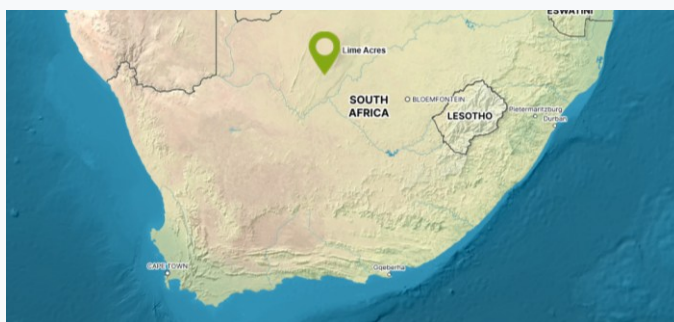 ESWATINI
Lime Acres
SOUTH
AFRICA
BLOEMFONTEIN
LESOTHO
Pietermaritzburg
Durban
CAPE TOWN
Gqeberha